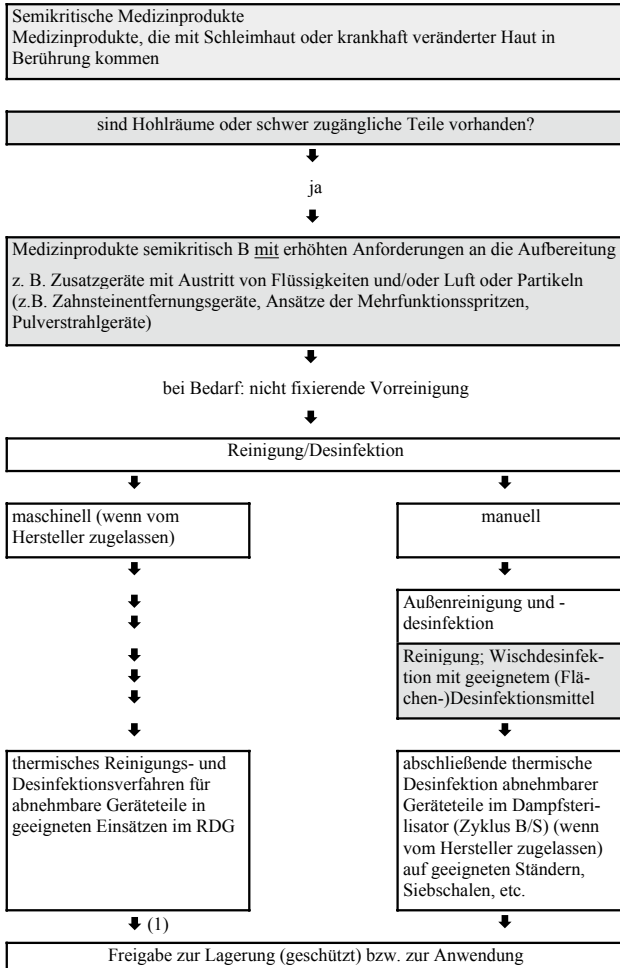 Semikritische Medizinprodukte
Medizinprodukte, die mit Schleimhaut oder krankhaft veränderter Haut in
Berührung kommen
sind Hohlräume oder schwer zugängliche Teile vorhanden?
ja
Medizinprodukte semikritisch B mit erhöhten Anforderungen an die Aufbereitung
z. B. Zusatzgeräte mit Austritt von Flüssigkeiten und/oder Luft oder Partikeln
(z.B. Zahnsteinentfernungsgeräte, Ansätze der Mehrfunktionsspritzen,
Pulverstrahlgeräte)
bei Bedarf: nicht fixierende Vorreinigung
Reinigung/Desinfektion
maschinell (wenn vom
Hersteller zugelassen)
manuell
Außenreinigung und -
desinfektion
Reinigung; Wischdesinfek-
tion mit geeignetem (Flä-
chen-)Desinfektionsmittel
thermisches Reinigungs- und
Desinfektionsverfahren für
abnehmbare Geräteteile in
geeigneten Einsätzen im RDG
abschließende thermische
Desinfektion abnehmbarer
Geräteteile im Dampfsteri-
lisator (Zyklus B/S) (wenn
vom Hersteller zugelassen)
auf geeigneten Ständern,
Siebschalen, etc.
(1)
Freigabe zur Lagerung (geschützt) bzw. zur Anwendung